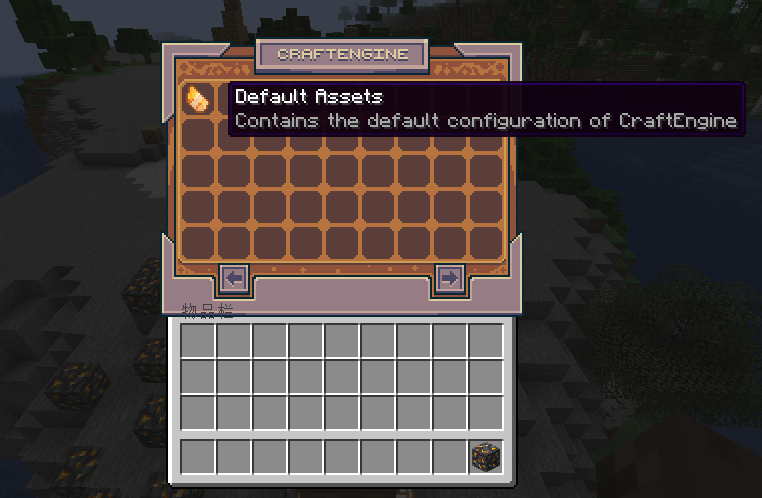 CRAFTENGINE
Default Assets
Contains the default configuration of CraftEngine
物品栏